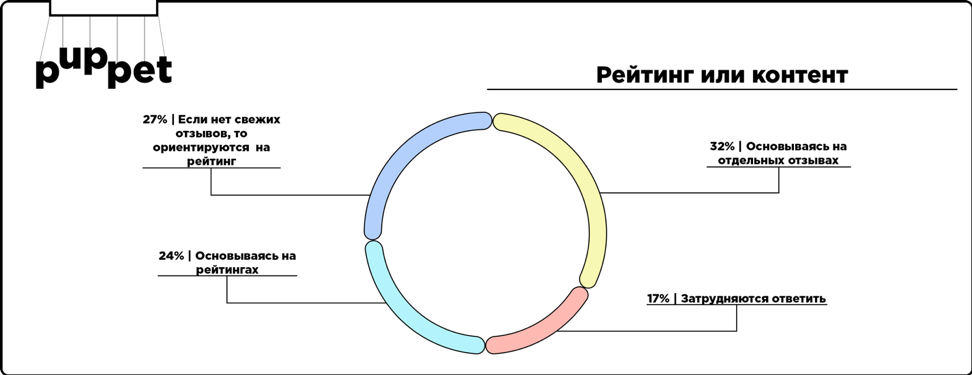 puppet
Рейтинг или контент
27% | Если нет свежих
отзывов, то
ориентируются на
рейтинг
32% | Основываясь на
отдельных отзывах
24% | Основываясь на
рейтингах
17% | Затрудняются ответить